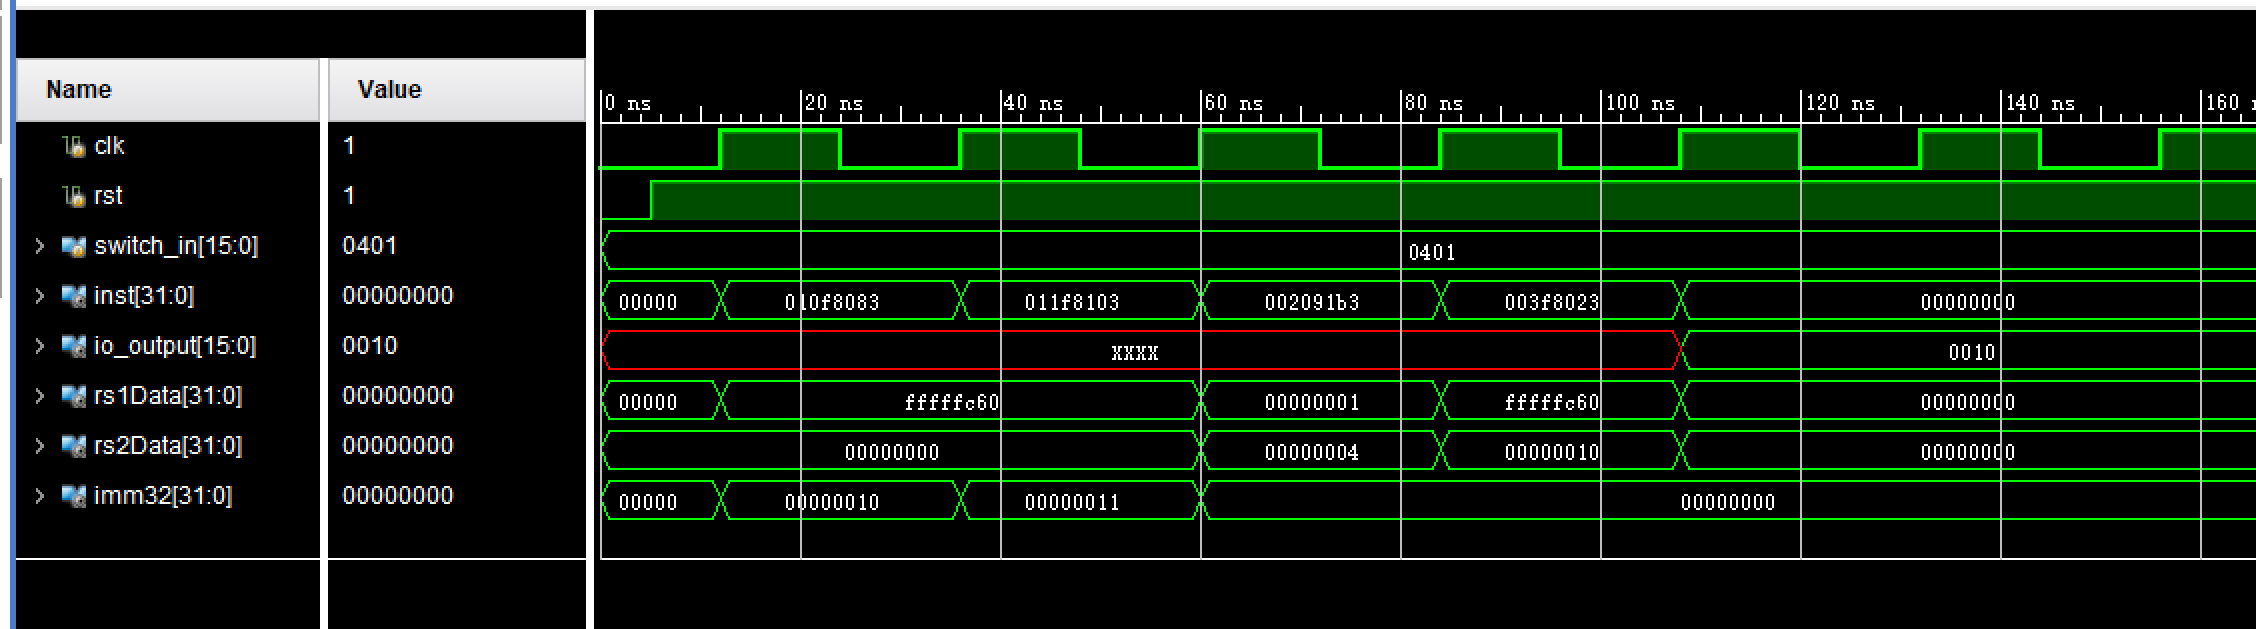 Name Value 0 ns 20 ns 40 ns 60 ns 80 ns 100 ns 120 ns 140 ns 160
clk 1
rst 1
switch_in[15:0] 0401 0401
inst[31:0] 00000000 00000 010f8083 011f8103 002091b3 003f8023 00000000
io_output[15:0] 0010 XXXX 0010
rs1Data[31:0] 00000000 00000 fffffc60 00000001 fffffc60 00000000
rs2Data[31:0] 00000000 00000000 00000004 00000010 00000000
imm32[31:0] 00000000 00000 00000010 00000011 00000000